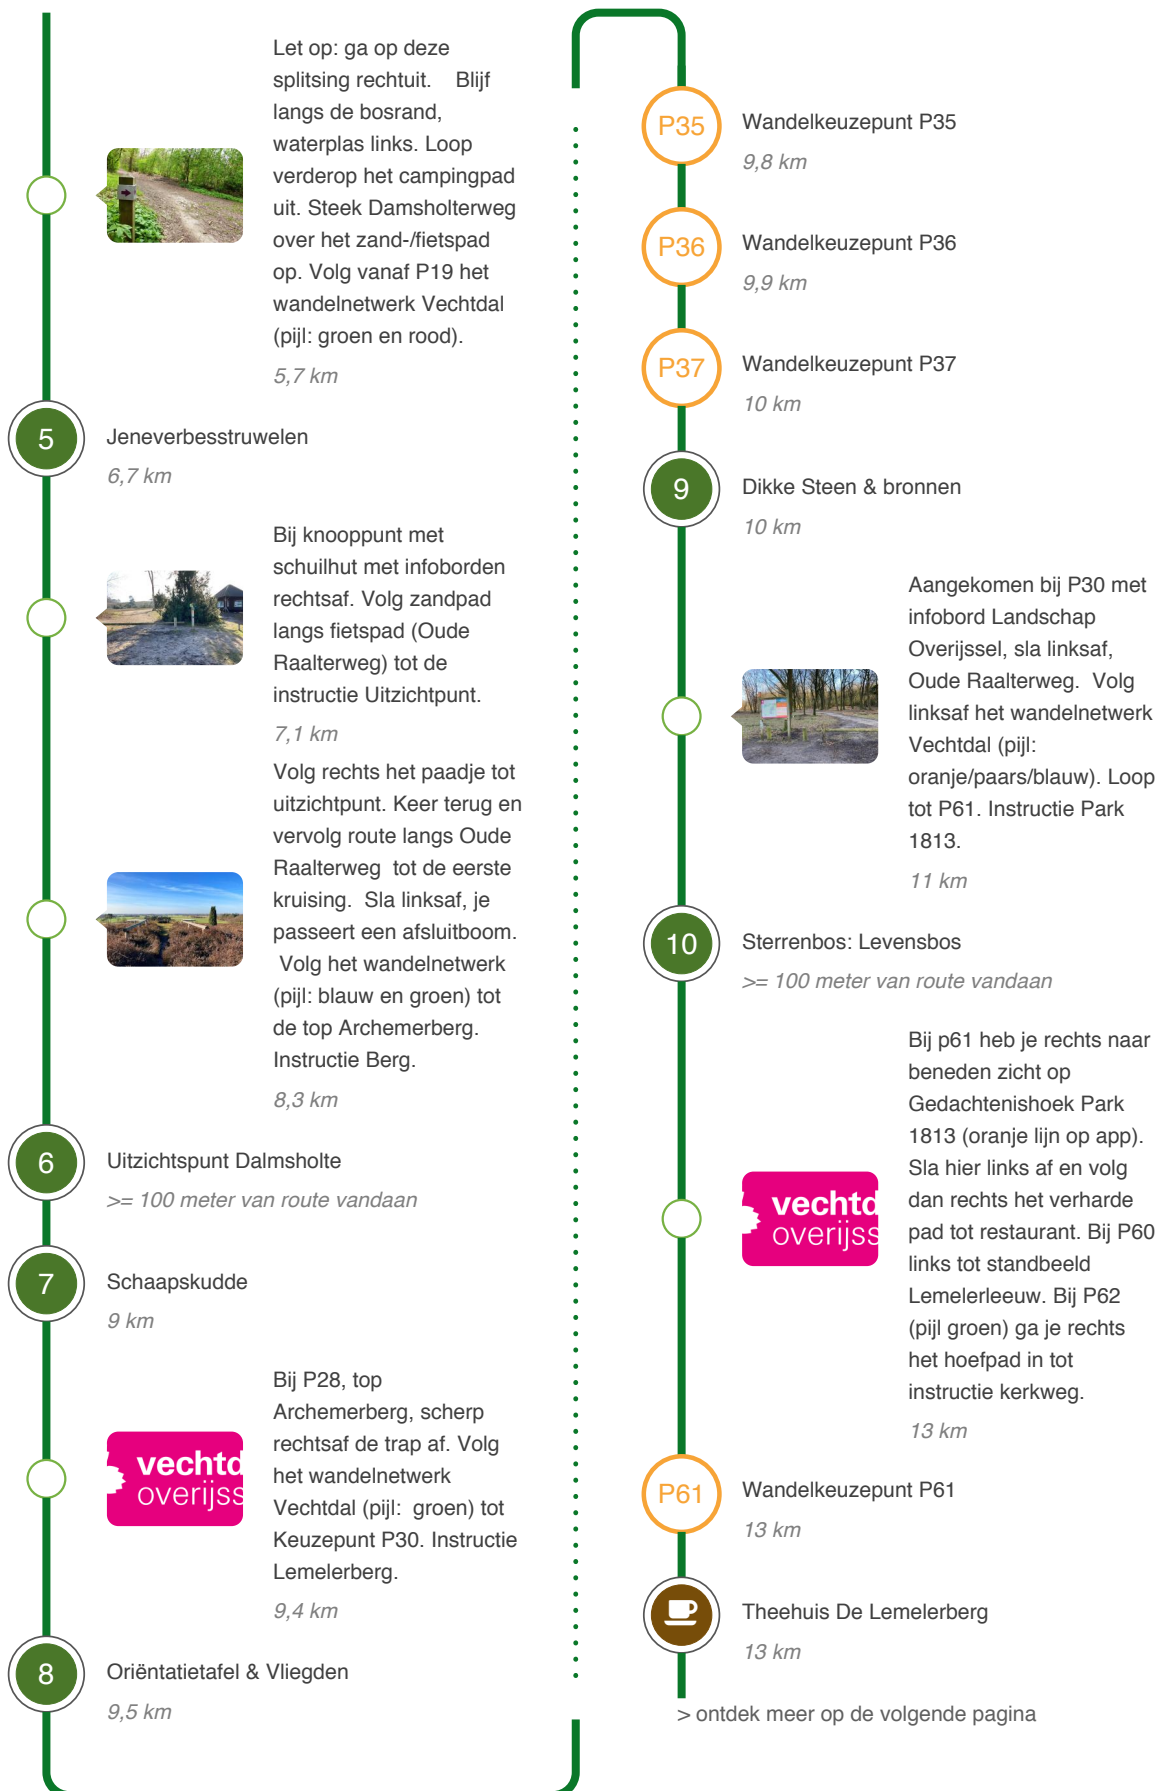 Let op: ga op deze
splitsing rechtuit. Blijf
langs de bosrand,
waterplas links. Loop
verderop het campingpad
uit. Steek Damsholterweg
over het zand-/fietspad
op. Volg vanaf P19 het
wandelnetwerk Vechtdal
(pijl: groen en rood).
5,7 km
5
Jeneverbesstruwelen
6,7 km
Bij knooppunt met
schuilhut met infoborden
rechtsaf. Volg zandpad
langs fietspad (Oude
Raalterweg) tot de
instructie Uitzichtpunt.
7,1 km
Volg rechts het paadje tot
uitzichtpunt. Keer terug en
vervolg route langs Oude
Raalterweg tot de eerste
kruising. Sla linksaf, je
passeert een afsluitboom.
Volg het wandelnetwerk
(pijl: blauw en groen) tot
de top Archemerberg.
Instructie Berg.
8,3 km
6
Uitzichtspunt Dalmsholte
>= 100 meter van route vandaan
7
Schaapskudde
9 km
Bij P28, top
Archemerberg, scherp
rechtsaf de trap af. Volg
het wandelnetwerk
Vechtdal (pijl: groen) tot
Keuzepunt P30. Instructie
Lemelerberg.
vechtd
overijss
9,4 km
8
Oriëntatietafel & Vliegden
9,5 km
P35
Wandelkeuzepunt P35
9,8 km
P36
Wandelkeuzepunt P36
9,9 km
P37
Wandelkeuzepunt P37
10 km
9
Dikke Steen & bronnen
10 km
Aangekomen bij P30 met
infobord Landschap
Overijssel, sla linksaf,
Oude Raalterweg. Volg
linksaf het wandelnetwerk
Vechtdal (pijl:
oranje/paars/blauw). Loop
tot P61. Instructie Park
1813.
11 km
10
Sterrenbos: Levensbos
>= 100 meter van route vandaan
Bij p61 heb je rechts naar
beneden zicht op
Gedachtenishoek Park
1813 (oranje lijn op app).
Sla hier links af en volg
dan rechts het verharde
pad tot restaurant. Bij P60
links tot standbeeld
Lemelerleeuw. Bij P62
(pijl groen) ga je rechts
het hoefpad in tot
instructie kerkweg.
vechtd
overijss
13 km
P61
Wandelkeuzepunt P61
13 km
Theehuis De Lemelerberg
13 km
> ontdek meer op de volgende pagina